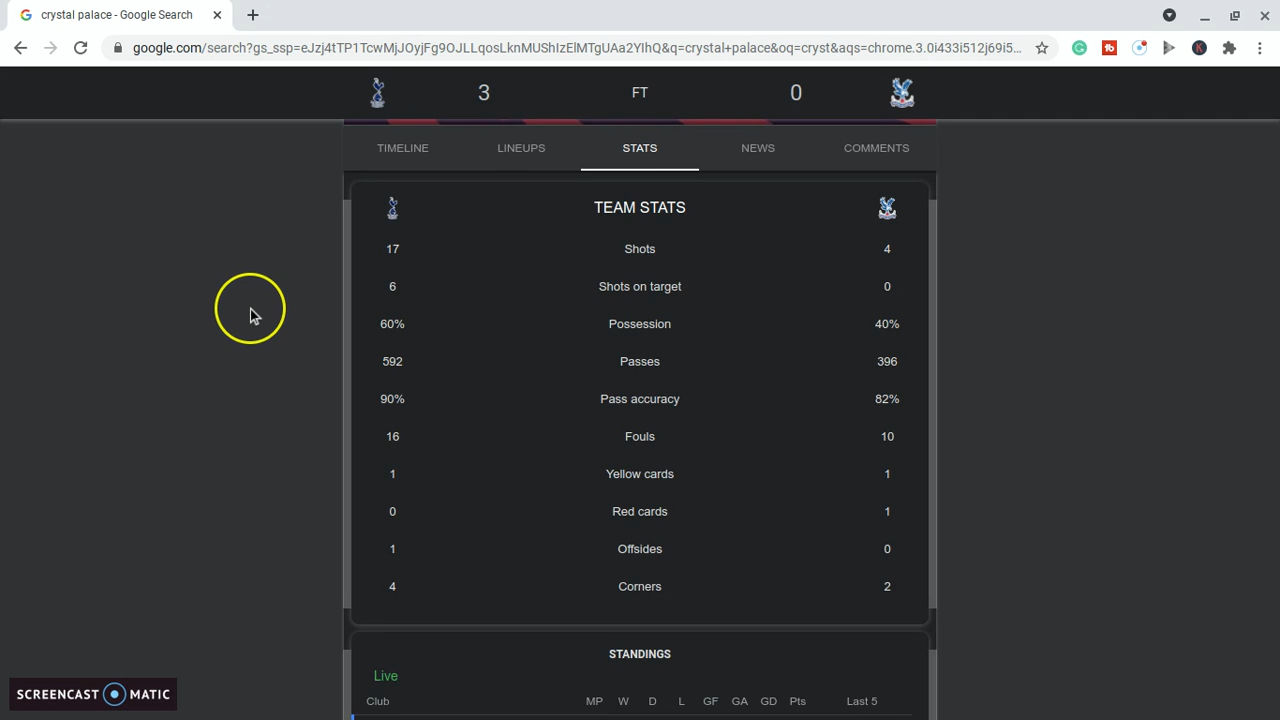 crystal palace - Google Search
google.com/search?gs_ssp=eJzj4tTP1TcwMjJOyjFg9OJLLqosLknMUShIzElMTgUAa2YIhQ&q=crystal+palace&oq=cryst&aqs=chrome.3.0i433i512j69i5...
3 FT 0
TIMELINE LINEUPS STATS NEWS COMMENTS
TEAM STATS
17 Shots 4
6 Shots on target 0
60% Possession 40%
592 Passes 396
90% Pass accuracy 82%
16 Fouls 10
1 Yellow cards 1
0 Red cards 1
1 Offsides 0
4 Corners 2
STANDINGS
Live
Club MP W D L GF GA GD Pts Last 5
SCREENCAST MATIC